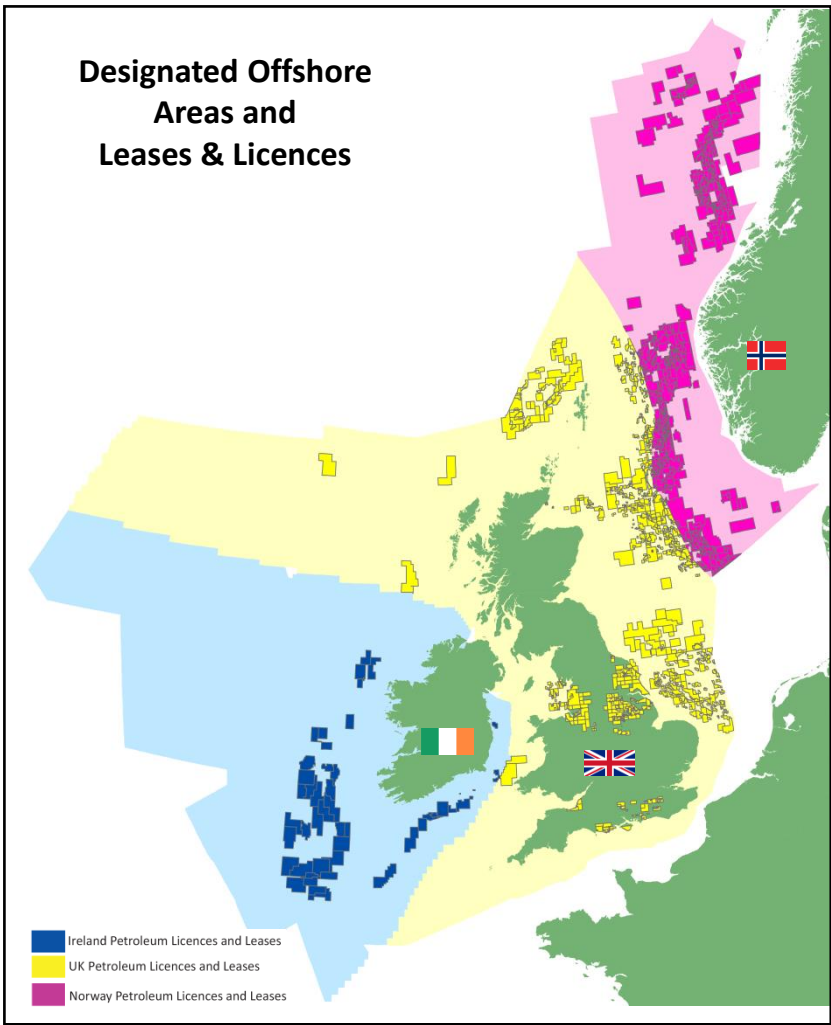 Designated Offshore
Areas and
Leases & Licences
Ireland Petroleum Licences and Leases
UK Petroleum Licences and Leases
Norway Petroleum Licences and Leases